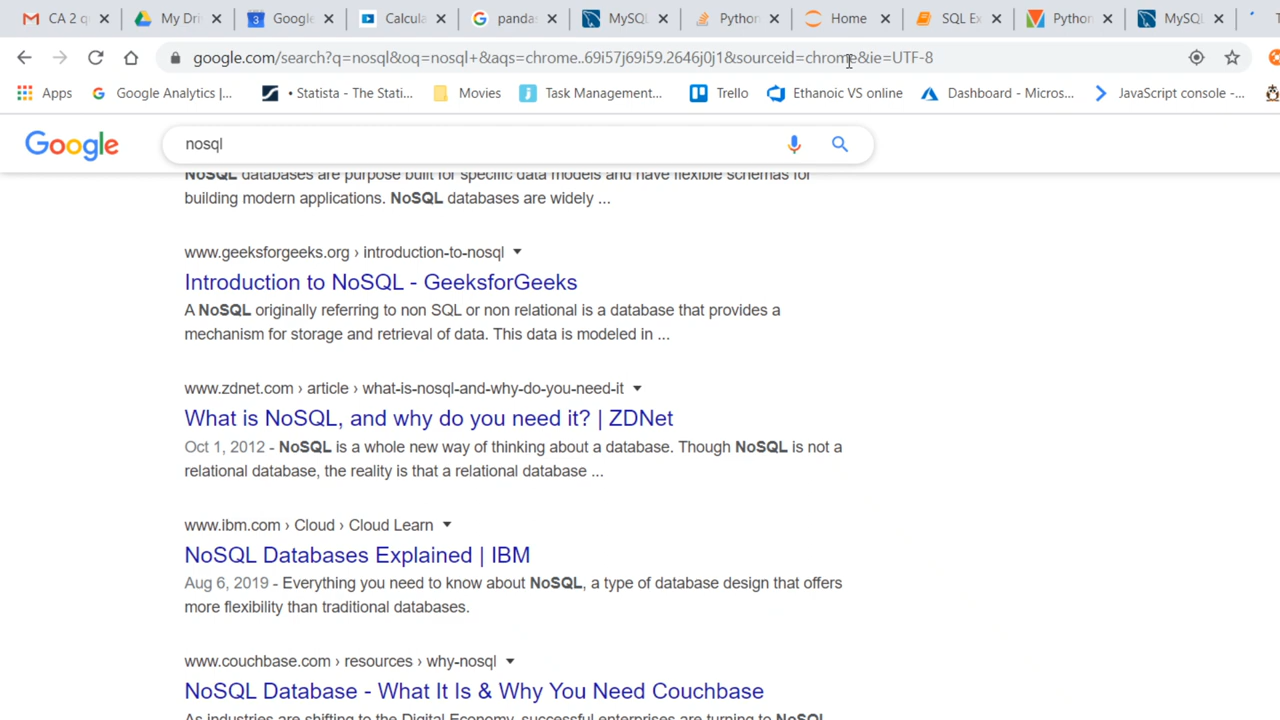 CA 2 q
My Dri
Google
Calcula
pandas
MySQL
Python
Home
SQL Ex
Python
MySQL
google.com/search?q=nosql&oq=nosql+&aqs=chrome..69i57j69i59.2646j0j1&sourceid=chrome&ie=UTF-8
Apps
Google Analytics |...
• Statista - The Stati...
Movies
Task Management...
Trello
Ethanoic VS online
Dashboard - Micros...
JavaScript console -...
Google
nosql
NoSQL databases are purpose built for specific data models and have flexible schemas for
building modern applications. NoSQL databases are widely ...
www.geeksforgeeks.org › introduction-to-nosql
Introduction to NoSQL - GeeksforGeeks
A NoSQL originally referring to non SQL or non relational is a database that provides a
mechanism for storage and retrieval of data. This data is modeled in ...
www.zdnet.com › article › what-is-nosql-and-why-do-you-need-it
What is NoSQL, and why do you need it? | ZDNet
Oct 1, 2012 - NoSQL is a whole new way of thinking about a database. Though NoSQL is not a
relational database, the reality is that a relational database ...
www.ibm.com › Cloud › Cloud Learn
NoSQL Databases Explained | IBM
Aug 6, 2019 - Everything you need to know about NoSQL, a type of database design that offers
more flexibility than traditional databases.
www.couchbase.com › resources › why-nosql
NoSQL Database - What It Is & Why You Need Couchbase
As industries are shifting to the Digital Economy, successful enterprises are turning to NoSQL